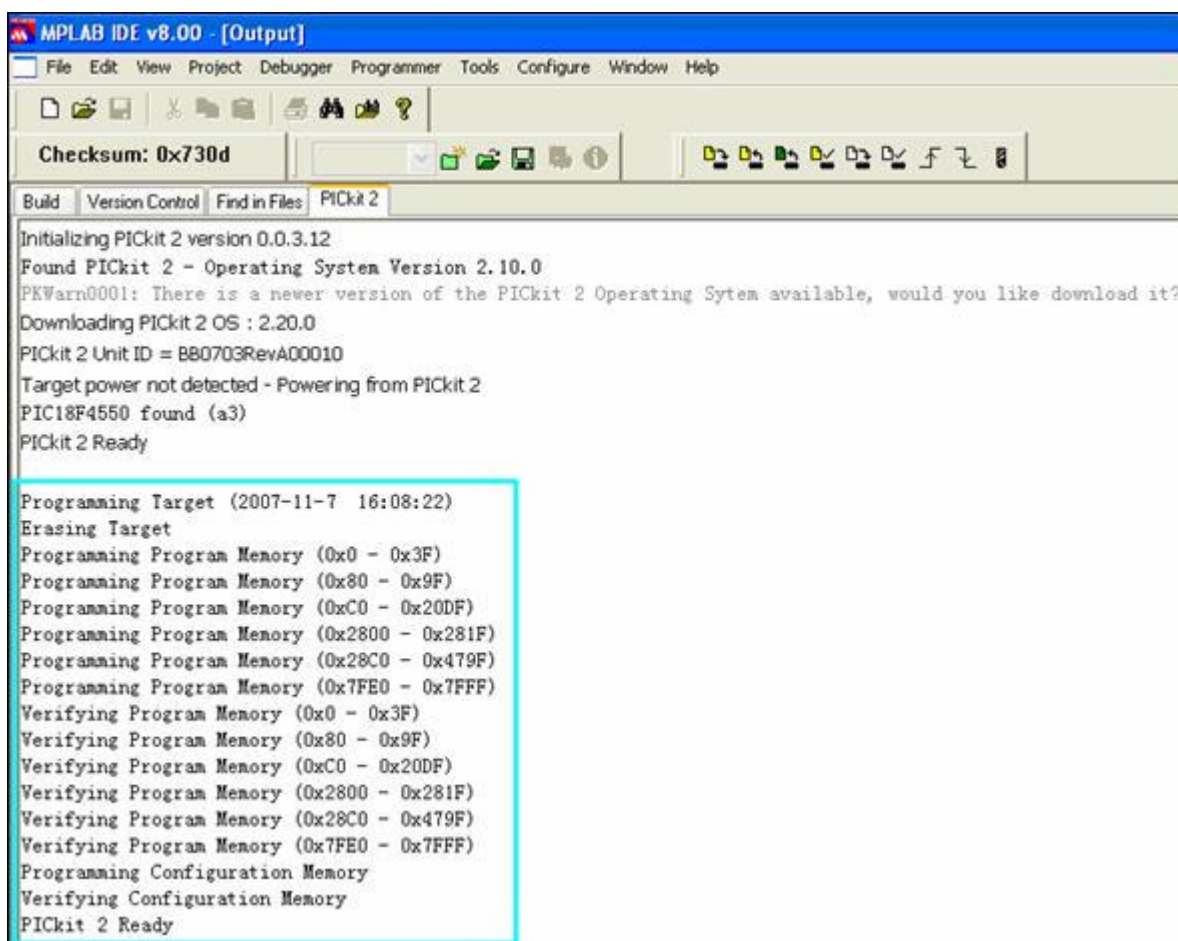 MPLAB IDE v8.00 - [Output]
File Edit View Project Debugger Programmer Tools Configure Window Help
Checksum: 0x730d
Build Version Control Find in Files PICkit 2
Initializing PICkit 2 version 0.0.3.12
Found PICkit 2 - Operating System Version 2.10.0
PKWarn0001: There is a newer version of the PICkit 2 Operating Sytem available, would you like download it?
Downloading PICkit 2 OS : 2.20.0
PICkit 2 Unit ID = BB0703RevA00010
Target power not detected - Powering from PICkit 2
PIC18F4550 found (a3)
PICkit 2 Ready
Programming Target (2007-11-7 16:08:22)
Erasing Target
Programming Program Memory (0x0 - 0x3F)
Programming Program Memory (0x80 - 0x9F)
Programming Program Memory (0xC0 - 0x20DF)
Programming Program Memory (0x2800 - 0x281F)
Programming Program Memory (0x28C0 - 0x479F)
Programming Program Memory (0x7FE0 - 0x7FFF)
Verifying Program Memory (0x0 - 0x3F)
Verifying Program Memory (0x80 - 0x9F)
Verifying Program Memory (0xC0 - 0x20DF)
Verifying Program Memory (0x2800 - 0x281F)
Verifying Program Memory (0x28C0 - 0x479F)
Verifying Program Memory (0x7FE0 - 0x7FFF)
Programming Configuration Memory
Verifying Configuration Memory
PICkit 2 Ready